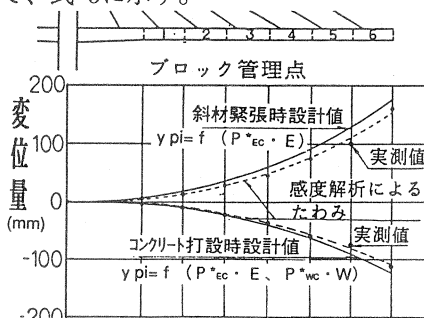 1 2 3 4 5 6
ブロック管理点
変位量
(mm)
200
100
0
-100
-200
斜材緊張時設計値
y pi= f （P*EC・E）
実測値
感度解析による
たわみ
実測値
コンクリート打設時設計値
y pi= f （P*EC・E、P*WC・W）